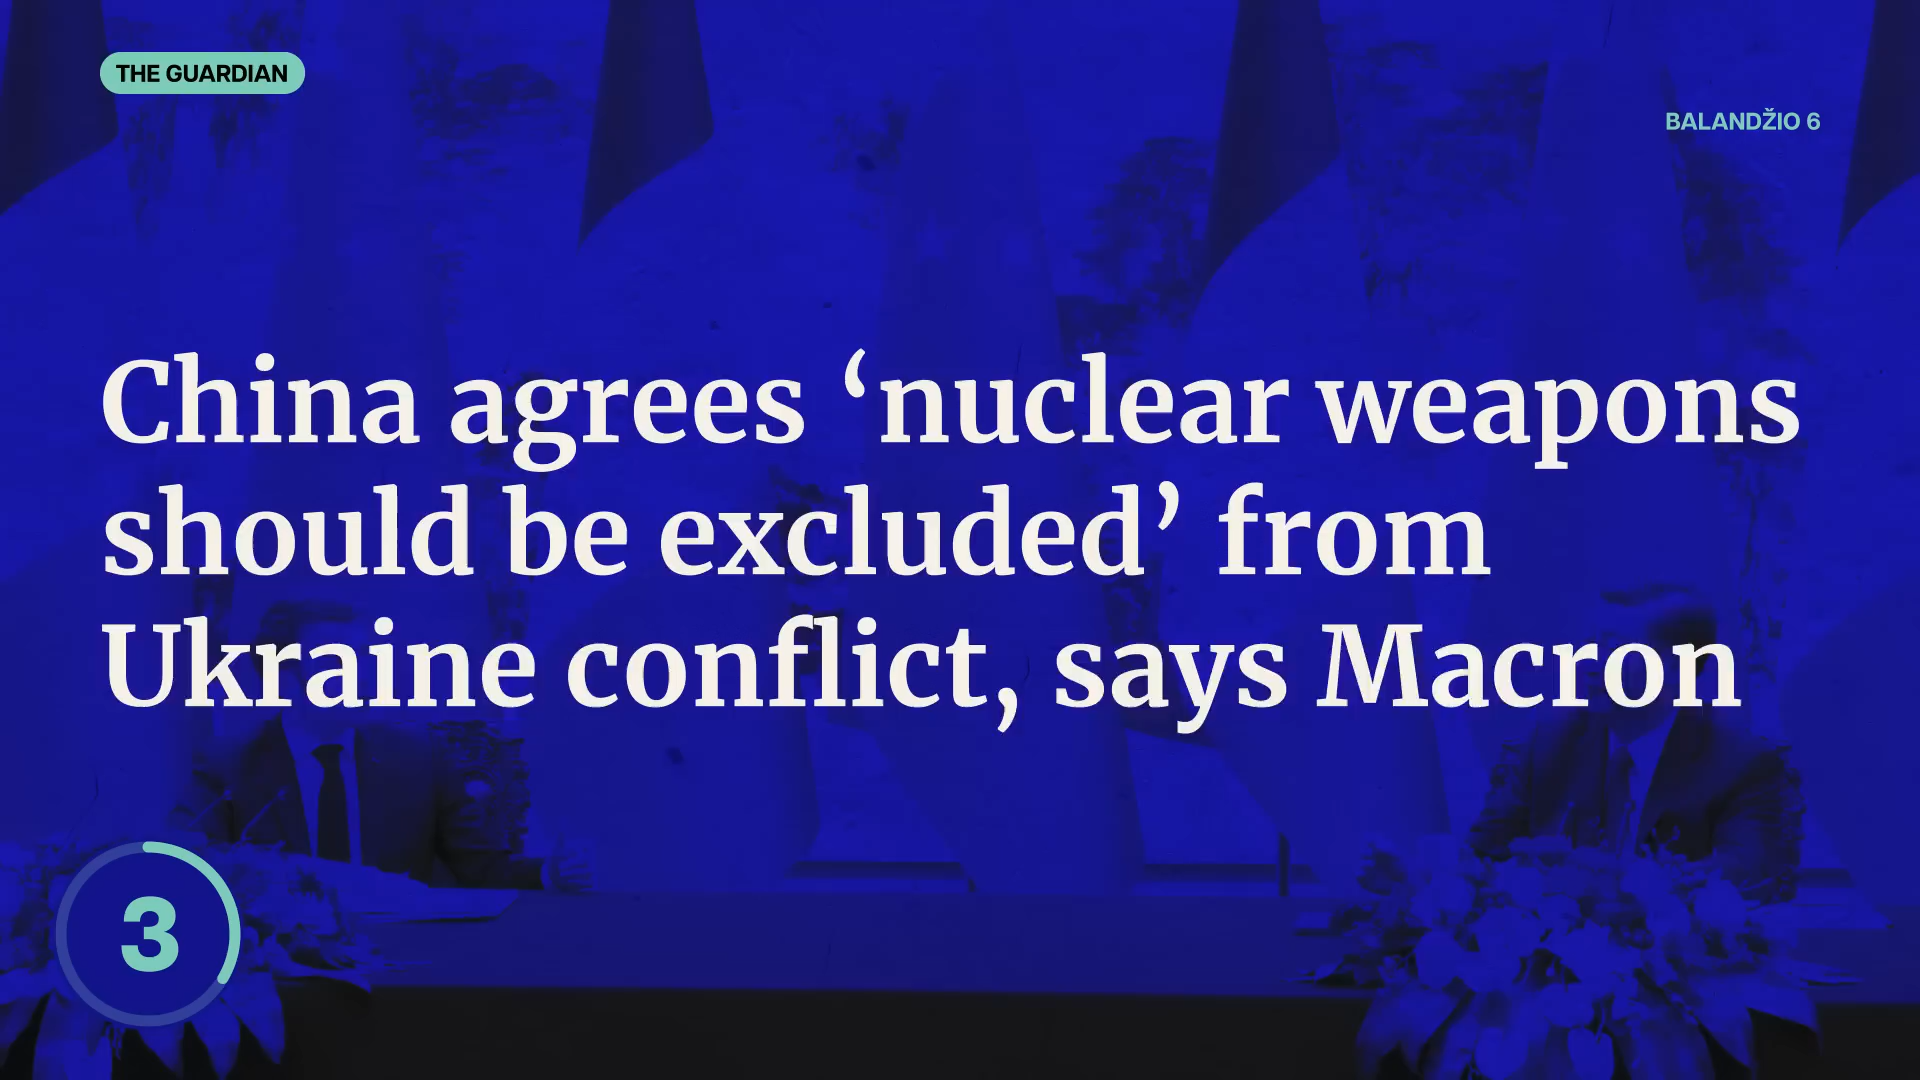 THE GUARDIAN
BALANDŽIO 6
China agrees ‘nuclear weapons
should be excluded’ from
Ukraine conflict, says Macron
3